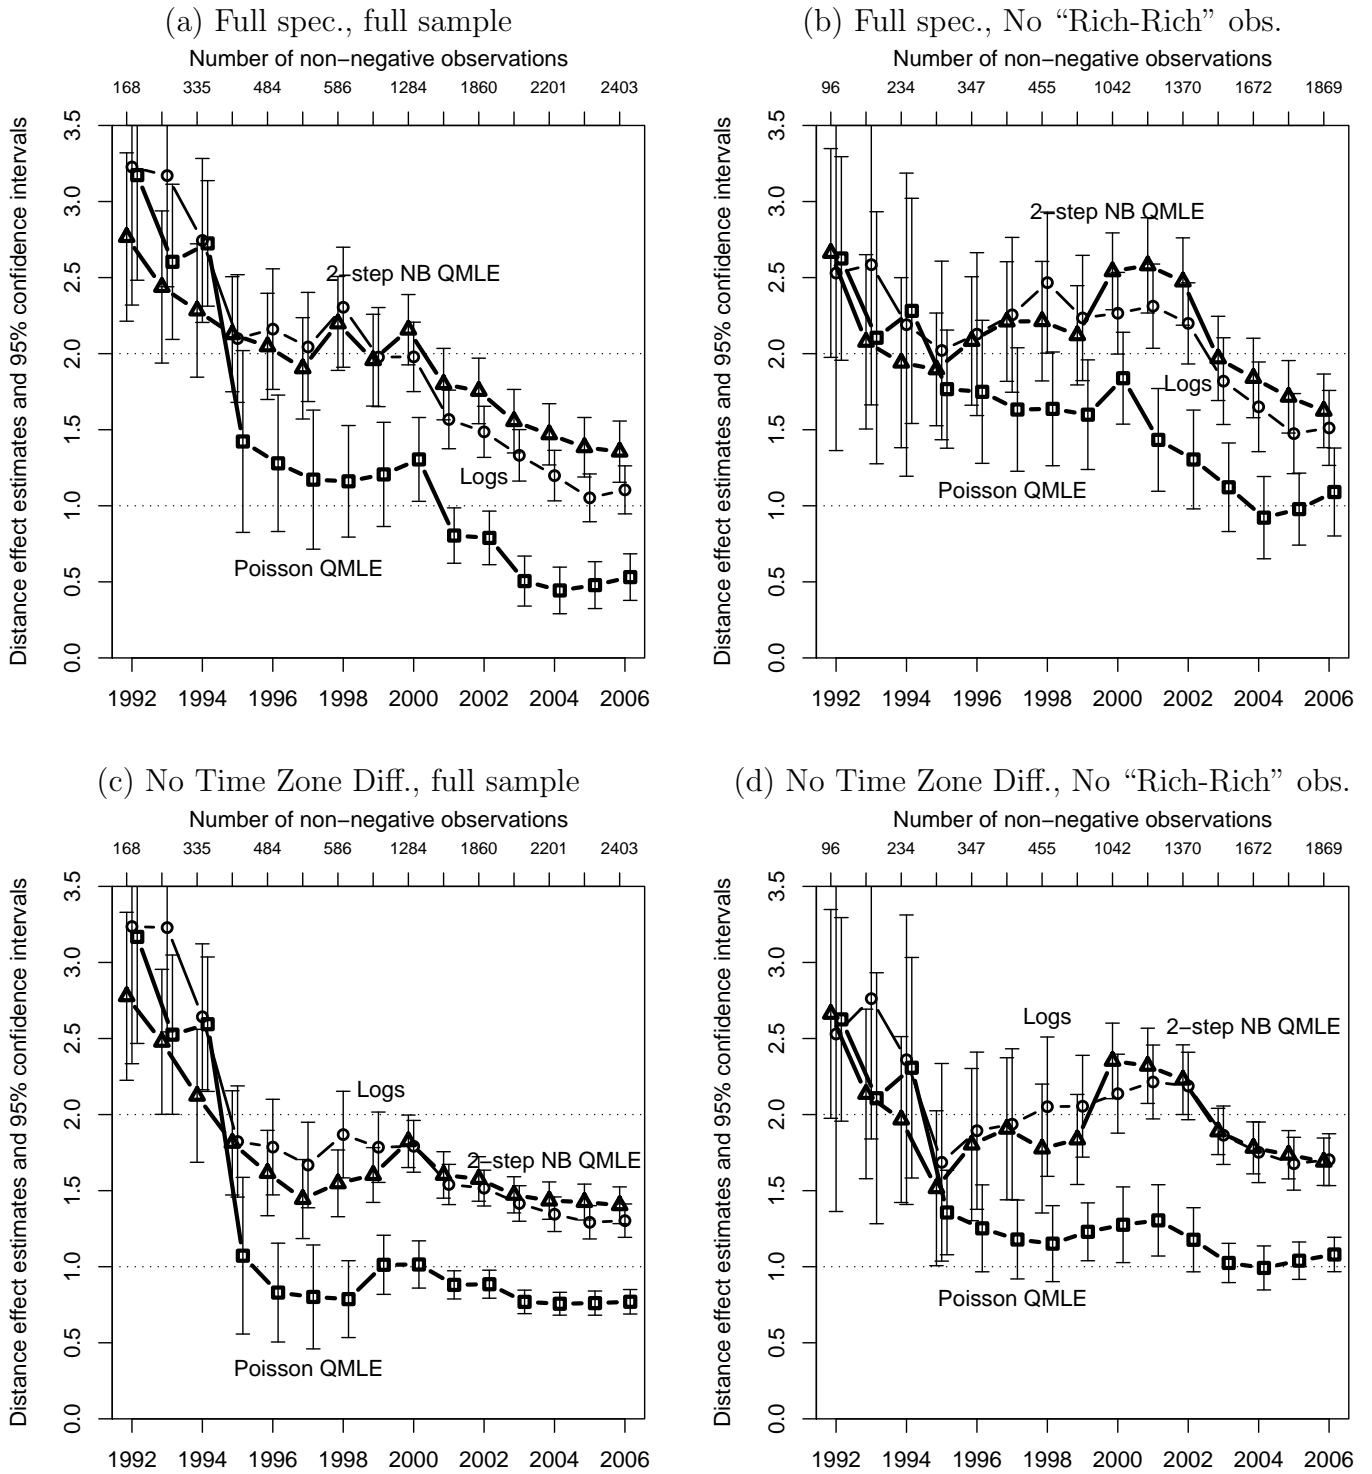 (a) Full spec., full sample
Number of non−negative observations
168 335 484 586 1284 1860 2201 2403
Distance effect estimates and 95% confidence intervals
3.5
3.0
2.5
2.0
1.5
1.0
0.5
0.0
2−step NB QMLE
Logs
Poisson QMLE
1992 1994 1996 1998 2000 2002 2004 2006
(b) Full spec., No “Rich-Rich” obs.
Number of non−negative observations
96 234 347 455 1042 1370 1672 1869
Distance effect estimates and 95% confidence intervals
3.5
3.0
2.5
2.0
1.5
1.0
0.5
0.0
2−step NB QMLE
Logs
Poisson QMLE
1992 1994 1996 1998 2000 2002 2004 2006
(c) No Time Zone Diff., full sample
Number of non−negative observations
168 335 484 586 1284 1860 2201 2403
Distance effect estimates and 95% confidence intervals
3.5
3.0
2.5
2.0
1.5
1.0
0.5
0.0
Logs
2−step NB QMLE
Poisson QMLE
1992 1994 1996 1998 2000 2002 2004 2006
(d) No Time Zone Diff., No “Rich-Rich” obs.
Number of non−negative observations
96 234 347 455 1042 1370 1672 1869
Distance effect estimates and 95% confidence intervals
3.5
3.0
2.5
2.0
1.5
1.0
0.5
0.0
Logs
2−step NB QMLE
Poisson QMLE
1992 1994 1996 1998 2000 2002 2004 2006